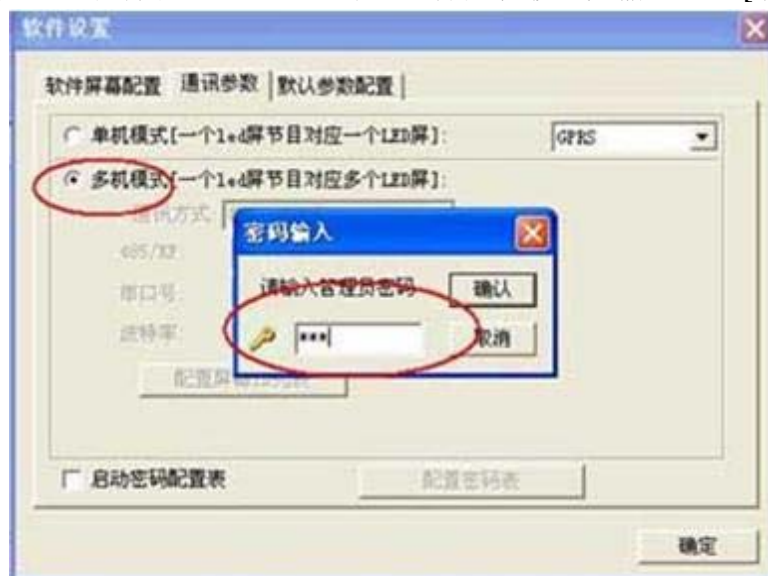 软件设置
软件屏幕配置 通讯参数 默认参数配置
单机模式[一个led屏节目对应一个LED屏]: GPRS
多机模式[一个led屏节目对应多个LED屏]:
通讯方式:
密码输入
485/RF:
请输入管理员密码 确认
串口号:
*** 取消
波特率:
配置屏幕
启动密码配置表 配置密码表
确定